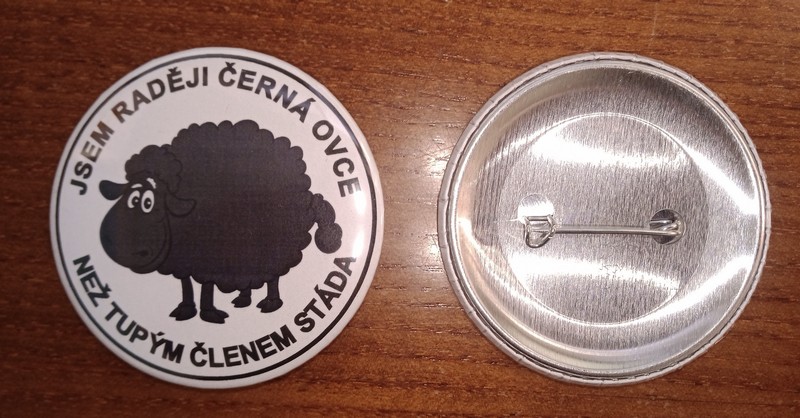 JSEM RADĚJI ČERNÁ OVCE
NEŽ TUPÝM ČLENEM STÁDA